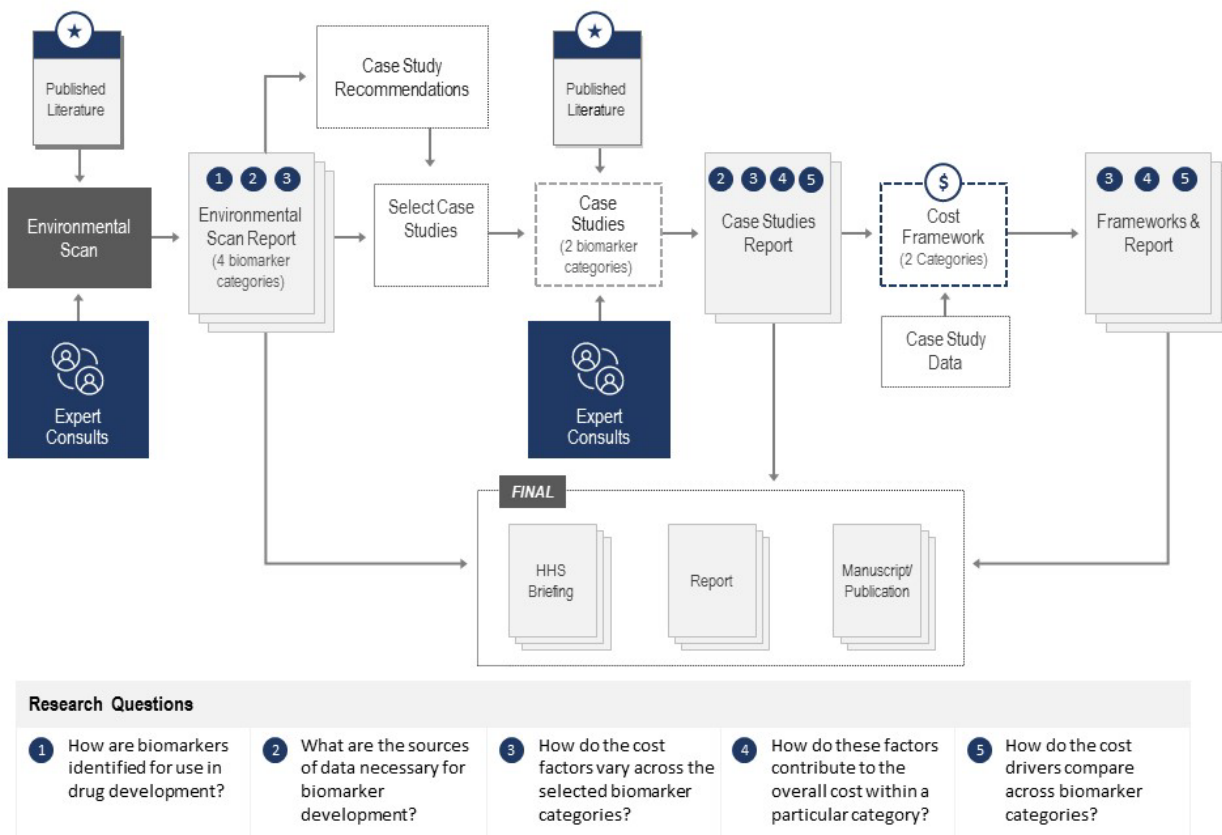 Published
Literature
Environmental
Scan
Expert
Consults
1 2 3
Environmental
Scan Report
(4 biomarker
categories)
Case Study
Recommendations
Select Case
Studies
Published
Literature
Case
Studies
(2 biomarker
categories)
Expert
Consults
2 3 4 5
Case Studies
Report
$
Cost
Framework
(2 Categories)
Case Study
Data
3 4 5
Frameworks &
Report
FINAL
HHS
Briefing
Report
Manuscript/
Publication
Research Questions
1
How are biomarkers
identified for use in
drug development?
2
What are the sources
of data necessary for
biomarker
development?
3
How do the cost
factors vary across the
selected biomarker
categories?
4
How do these factors
contribute to the
overall cost within a
particular category?
5
How do the cost
drivers compare
across biomarker
categories?